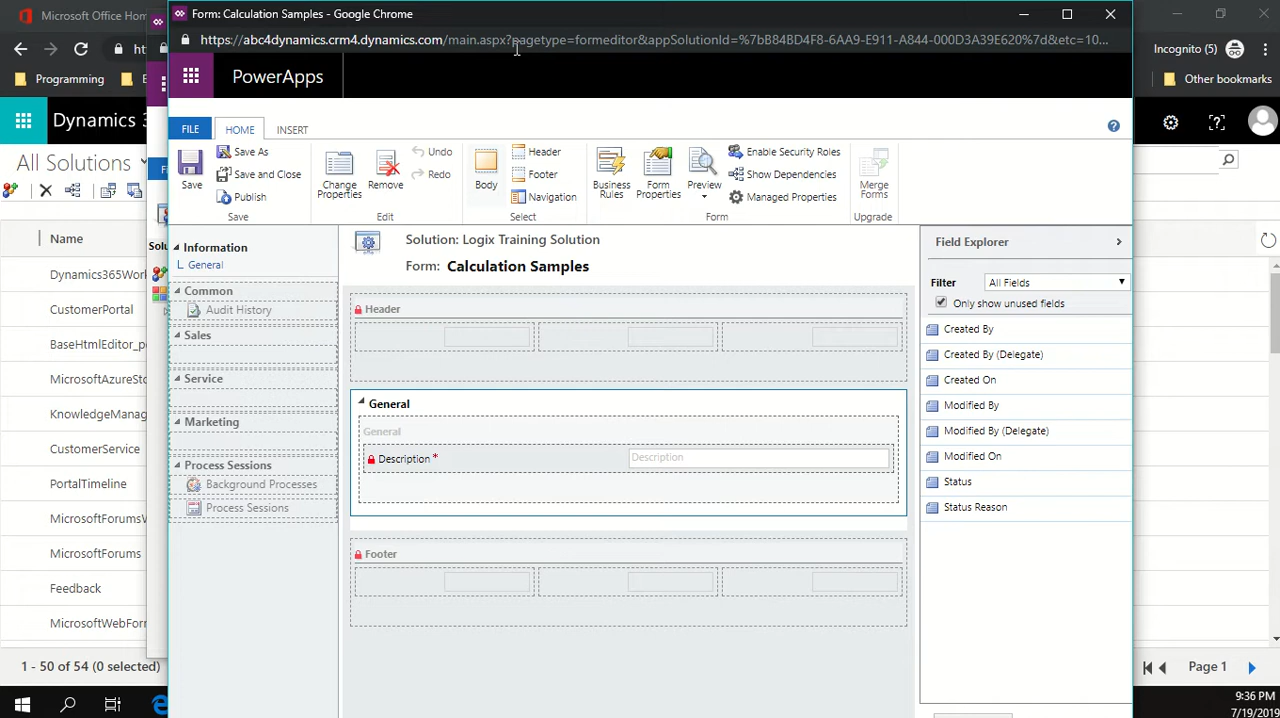 Microsoft Office Home
Form: Calculation Samples - Google Chrome
https://abc4dynamics.crm4.dynamics.com/main.aspx?pagetype=formeditor&appSolutionId=%7bB84BD4F8-6AA9-E911-A844-000D3A39E620%7d&etc=10...
Incognito (5)
Programming
Other bookmarks
PowerApps
Dynamics 3
FILE
HOME
INSERT
All Solutions
Save
Save As
Save and Close
Publish
Save
Change Properties
Remove
Undo
Redo
Edit
Body
Header
Footer
Navigation
Select
Business Rules
Form Properties
Preview
Enable Security Roles
Show Dependencies
Managed Properties
Form
Merge Forms
Upgrade
Name
Dynamics365Work
CustomerPortal
BaseHtmlEditor_p
MicrosoftAzureSto
KnowledgeManag
CustomerService
PortalTimeline
MicrosoftForumsW
MicrosoftForums
Feedback
MicrosoftWebForm
1 - 50 of 54 (0 selected)
Solu
Information
General
Common
Audit History
Sales
Service
Marketing
Process Sessions
Background Processes
Process Sessions
Solution: Logix Training Solution
Form: Calculation Samples
Header
General
General
Description *
Description
Footer
Field Explorer
Filter
All Fields
Only show unused fields
Created By
Created By (Delegate)
Created On
Modified By
Modified By (Delegate)
Modified On
Status
Status Reason
Page 1
9:36 PM
7/19/2019